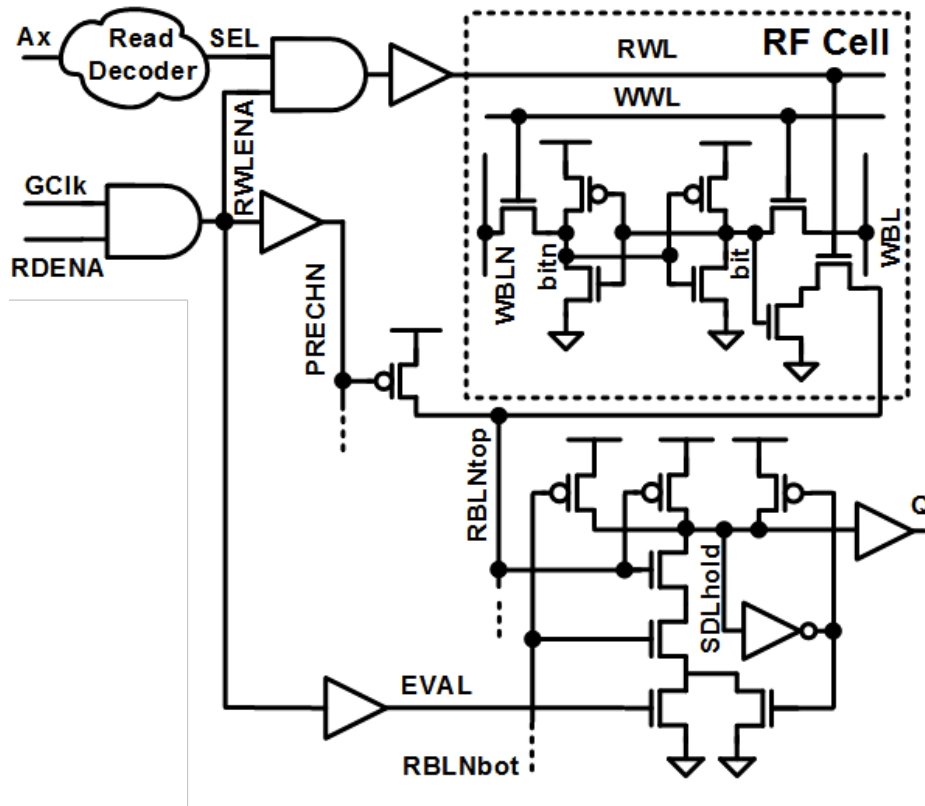 Ax
Read
Decoder
SEL
RWL
RF Cell
WWL
RWLENA
GClk
RDENA
WBLN
bitn
bit
WBL
PRECHN
RBLNtop
SDLhold
Q
EVAL
RBLNbot